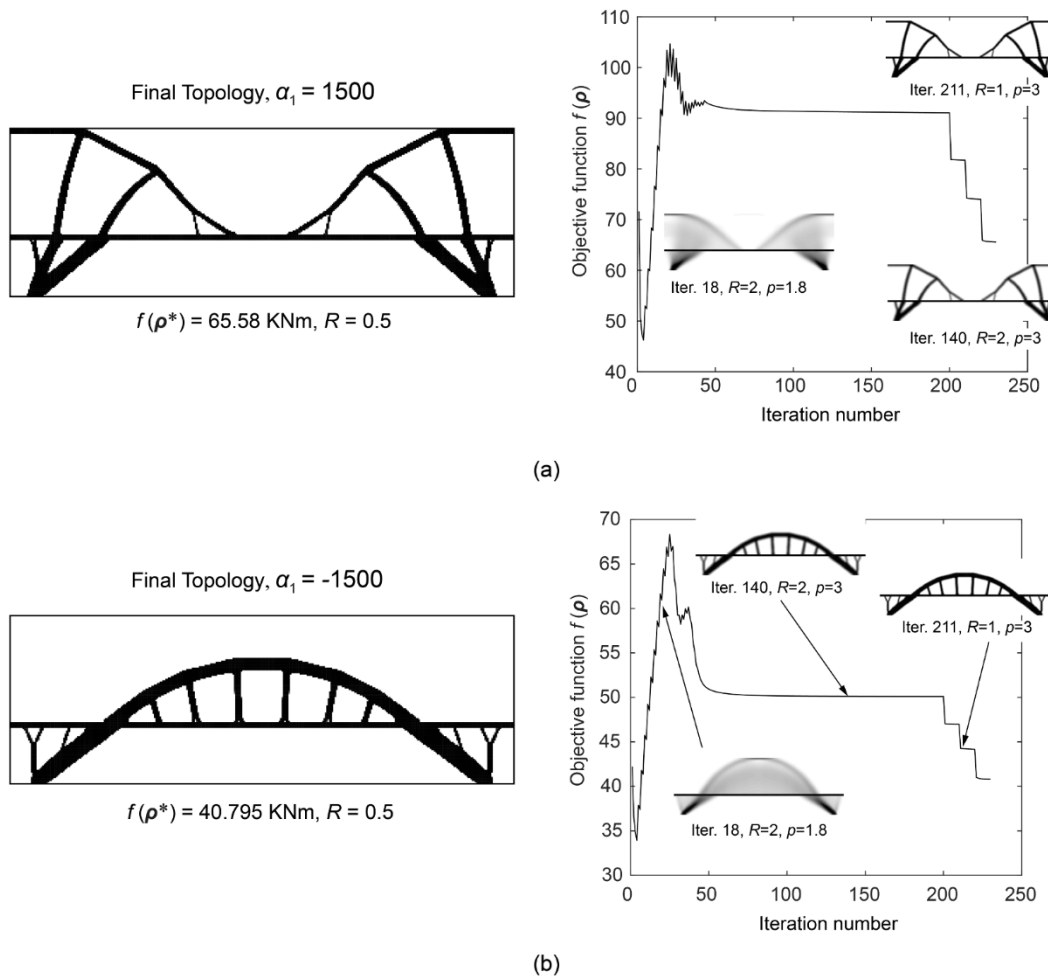 Final Topology, α₁ = 1500
f (ρ*) = 65.58 KNm, R = 0.5
Objective function f (ρ)
110
100
90
80
70
60
50
40
0
50
100
150
200
250
Iteration number
Iter. 211, R=1, p=3
Iter. 18, R=2, p=1.8
Iter. 140, R=2, p=3
(a)
Final Topology, α₁ = -1500
f (ρ*) = 40.795 KNm, R = 0.5
Objective function f (ρ)
70
65
60
55
50
45
40
35
30
0
50
100
150
200
250
Iteration number
Iter. 140, R=2, p=3
Iter. 211, R=1, p=3
Iter. 18, R=2, p=1.8
(b)